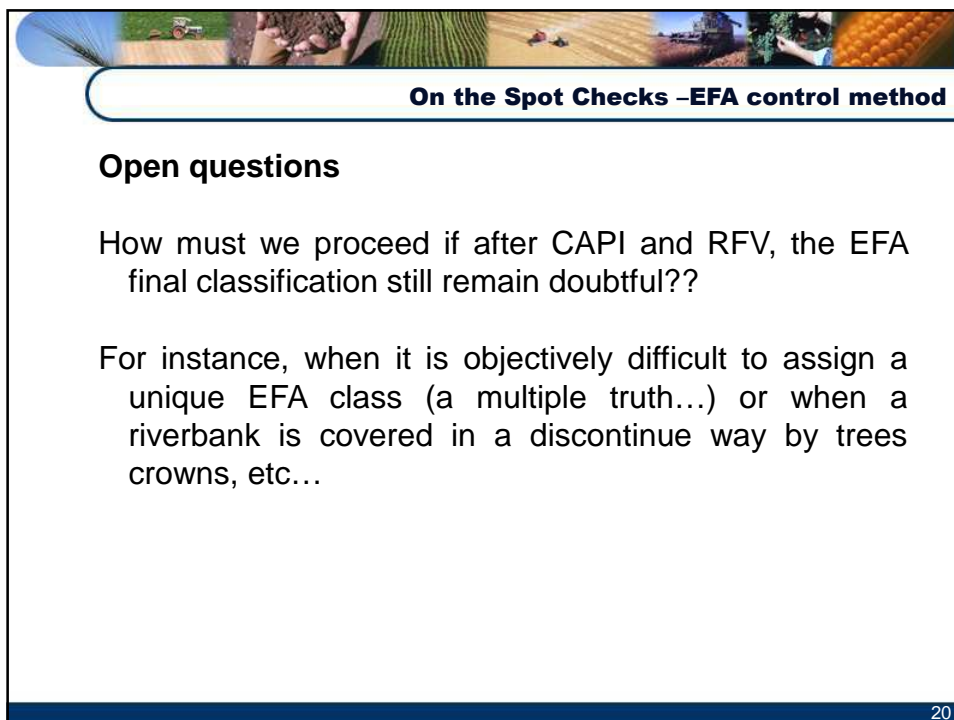 On the Spot Checks –EFA control method
Open questions
How must we proceed if after CAPI and RFV, the EFA
final classification still remain doubtful??
For instance, when it is objectively difficult to assign a
unique EFA class (a multiple truth…) or when a
riverbank is covered in a discontinue way by trees
crowns, etc…
20